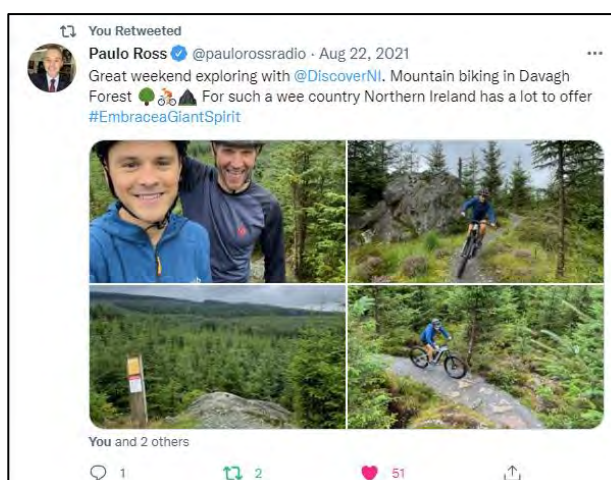 You Retweeted
Paulo Ross @paulorossradio · Aug 22, 2021
Great weekend exploring with @DiscoverNI. Mountain biking in Davagh
Forest 🌳🚴⛰ For such a wee country Northern Ireland has a lot to offer
#EmbraceaGiantSpirit
You and 2 others
1 2 51